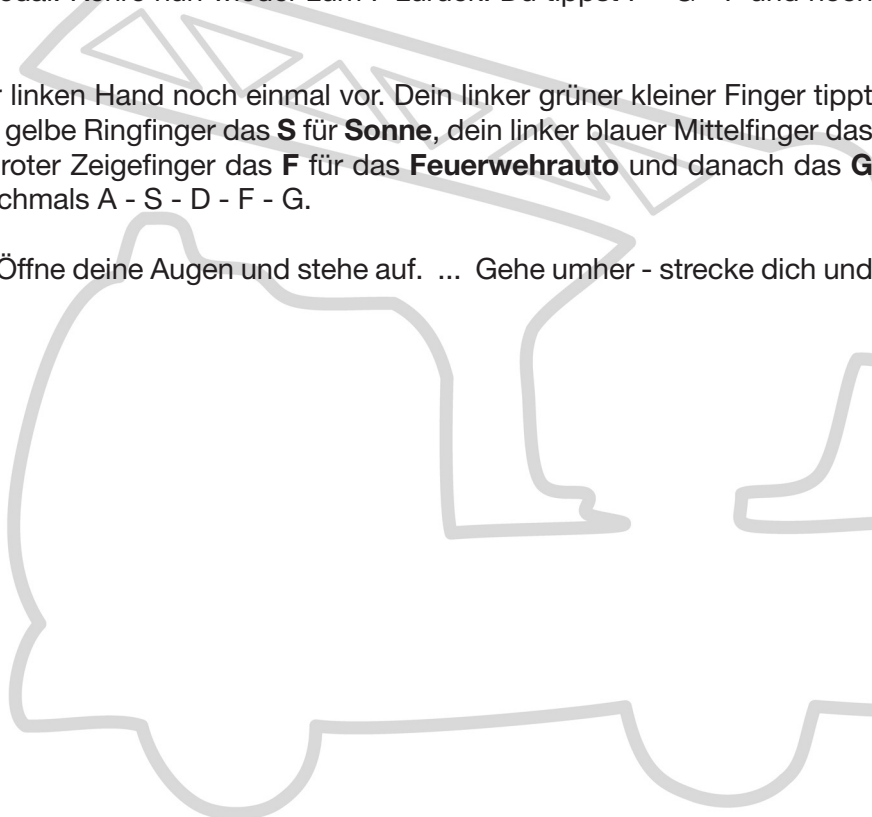 linken Hand noch einmal vor. Dein linker grüner kleiner Finger tippt
gelbe Ringfinger das S für Sonne, dein linker blauer Mittelfinger das
roter Zeigefinger das F für das Feuerwehrauto und danach das G
chmals A - S - D - F - G.
Öffne deine Augen und stehe auf. ... Gehe umher - strecke dich und